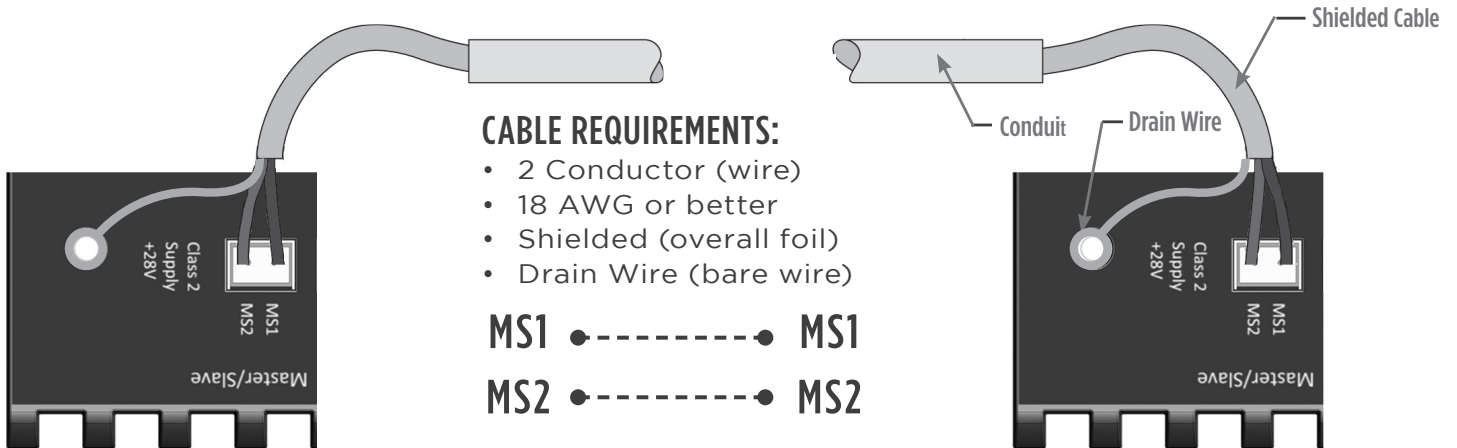 Shielded Cable
Conduit
Drain Wire
CABLE REQUIREMENTS:
• 2 Conductor (wire)
• 18 AWG or better
• Shielded (overall foil)
• Drain Wire (bare wire)
MS1 MS1
MS2 MS2
Class 2
Supply
+28V
MS1
MS2
Master/Slave
Class 2
Supply
+28V
MS1
MS2
Master/Slave